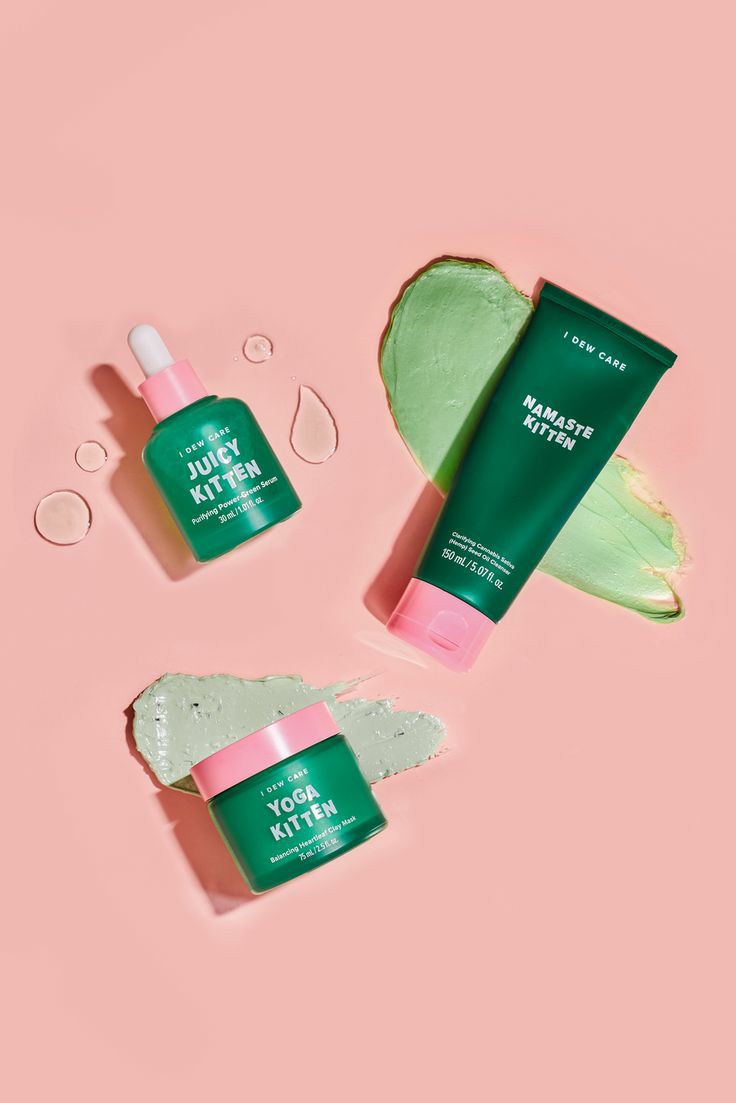 I DEW CARE
JUICY
KITTEN
Purifying Power-Green Serum
30 mL / 1.01 fl. oz.
I DEW CARE
NAMASTE
KITTEN
Clarifying Cannabis Sativa
(Hemp) Seed Oil Cleanser
150 mL / 5.07 fl. oz.
I DEW CARE
YOGA
KITTEN
Balancing Heartleaf Clay Mask
75 mL / 2.5 fl. oz.